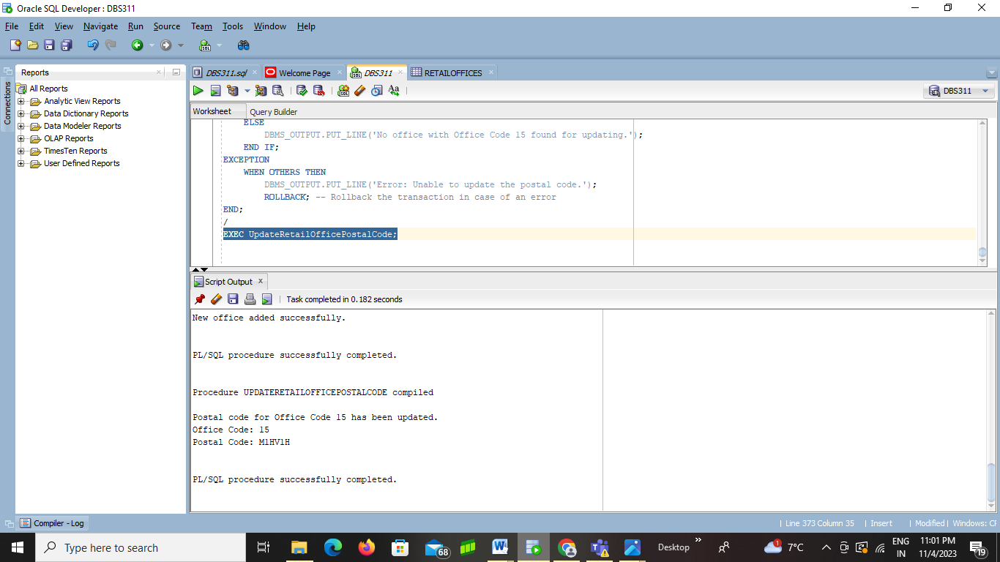 Oracle SQL Developer : DBS311
File Edit View Navigate Run Source Team Tools Window Help
Reports
Connections
All Reports
Analytic View Reports
Data Dictionary Reports
Data Modeler Reports
OLAP Reports
TimesTen Reports
User Defined Reports
DBS311.sql Welcome Page DBS311 RETAILOFFICES
DBS311
Worksheet Query Builder
ELSE
DBMS_OUTPUT.PUT_LINE('No office with Office Code 15 found for updating.');
END IF;
EXCEPTION
WHEN OTHERS THEN
DBMS_OUTPUT.PUT_LINE('Error: Unable to update the postal code.');
ROLLBACK; -- Rollback the transaction in case of an error
END;
/
EXEC UpdateRetailOfficePostalCode;
Script Output
Task completed in 0.182 seconds
New office added successfully.
PL/SQL procedure successfully completed.
Procedure UPDATERETAILOFFICEPOSTALCODE compiled
Postal code for Office Code 15 has been updated.
Office Code: 15
Postal Code: M1HV1H
PL/SQL procedure successfully completed.
Compiler - Log
Line 373 Column 35 | Insert | Modified | Windows: CF
Type here to search
68
Desktop
1
7°C
ENG
IN
11:01 PM
11/4/2023
19